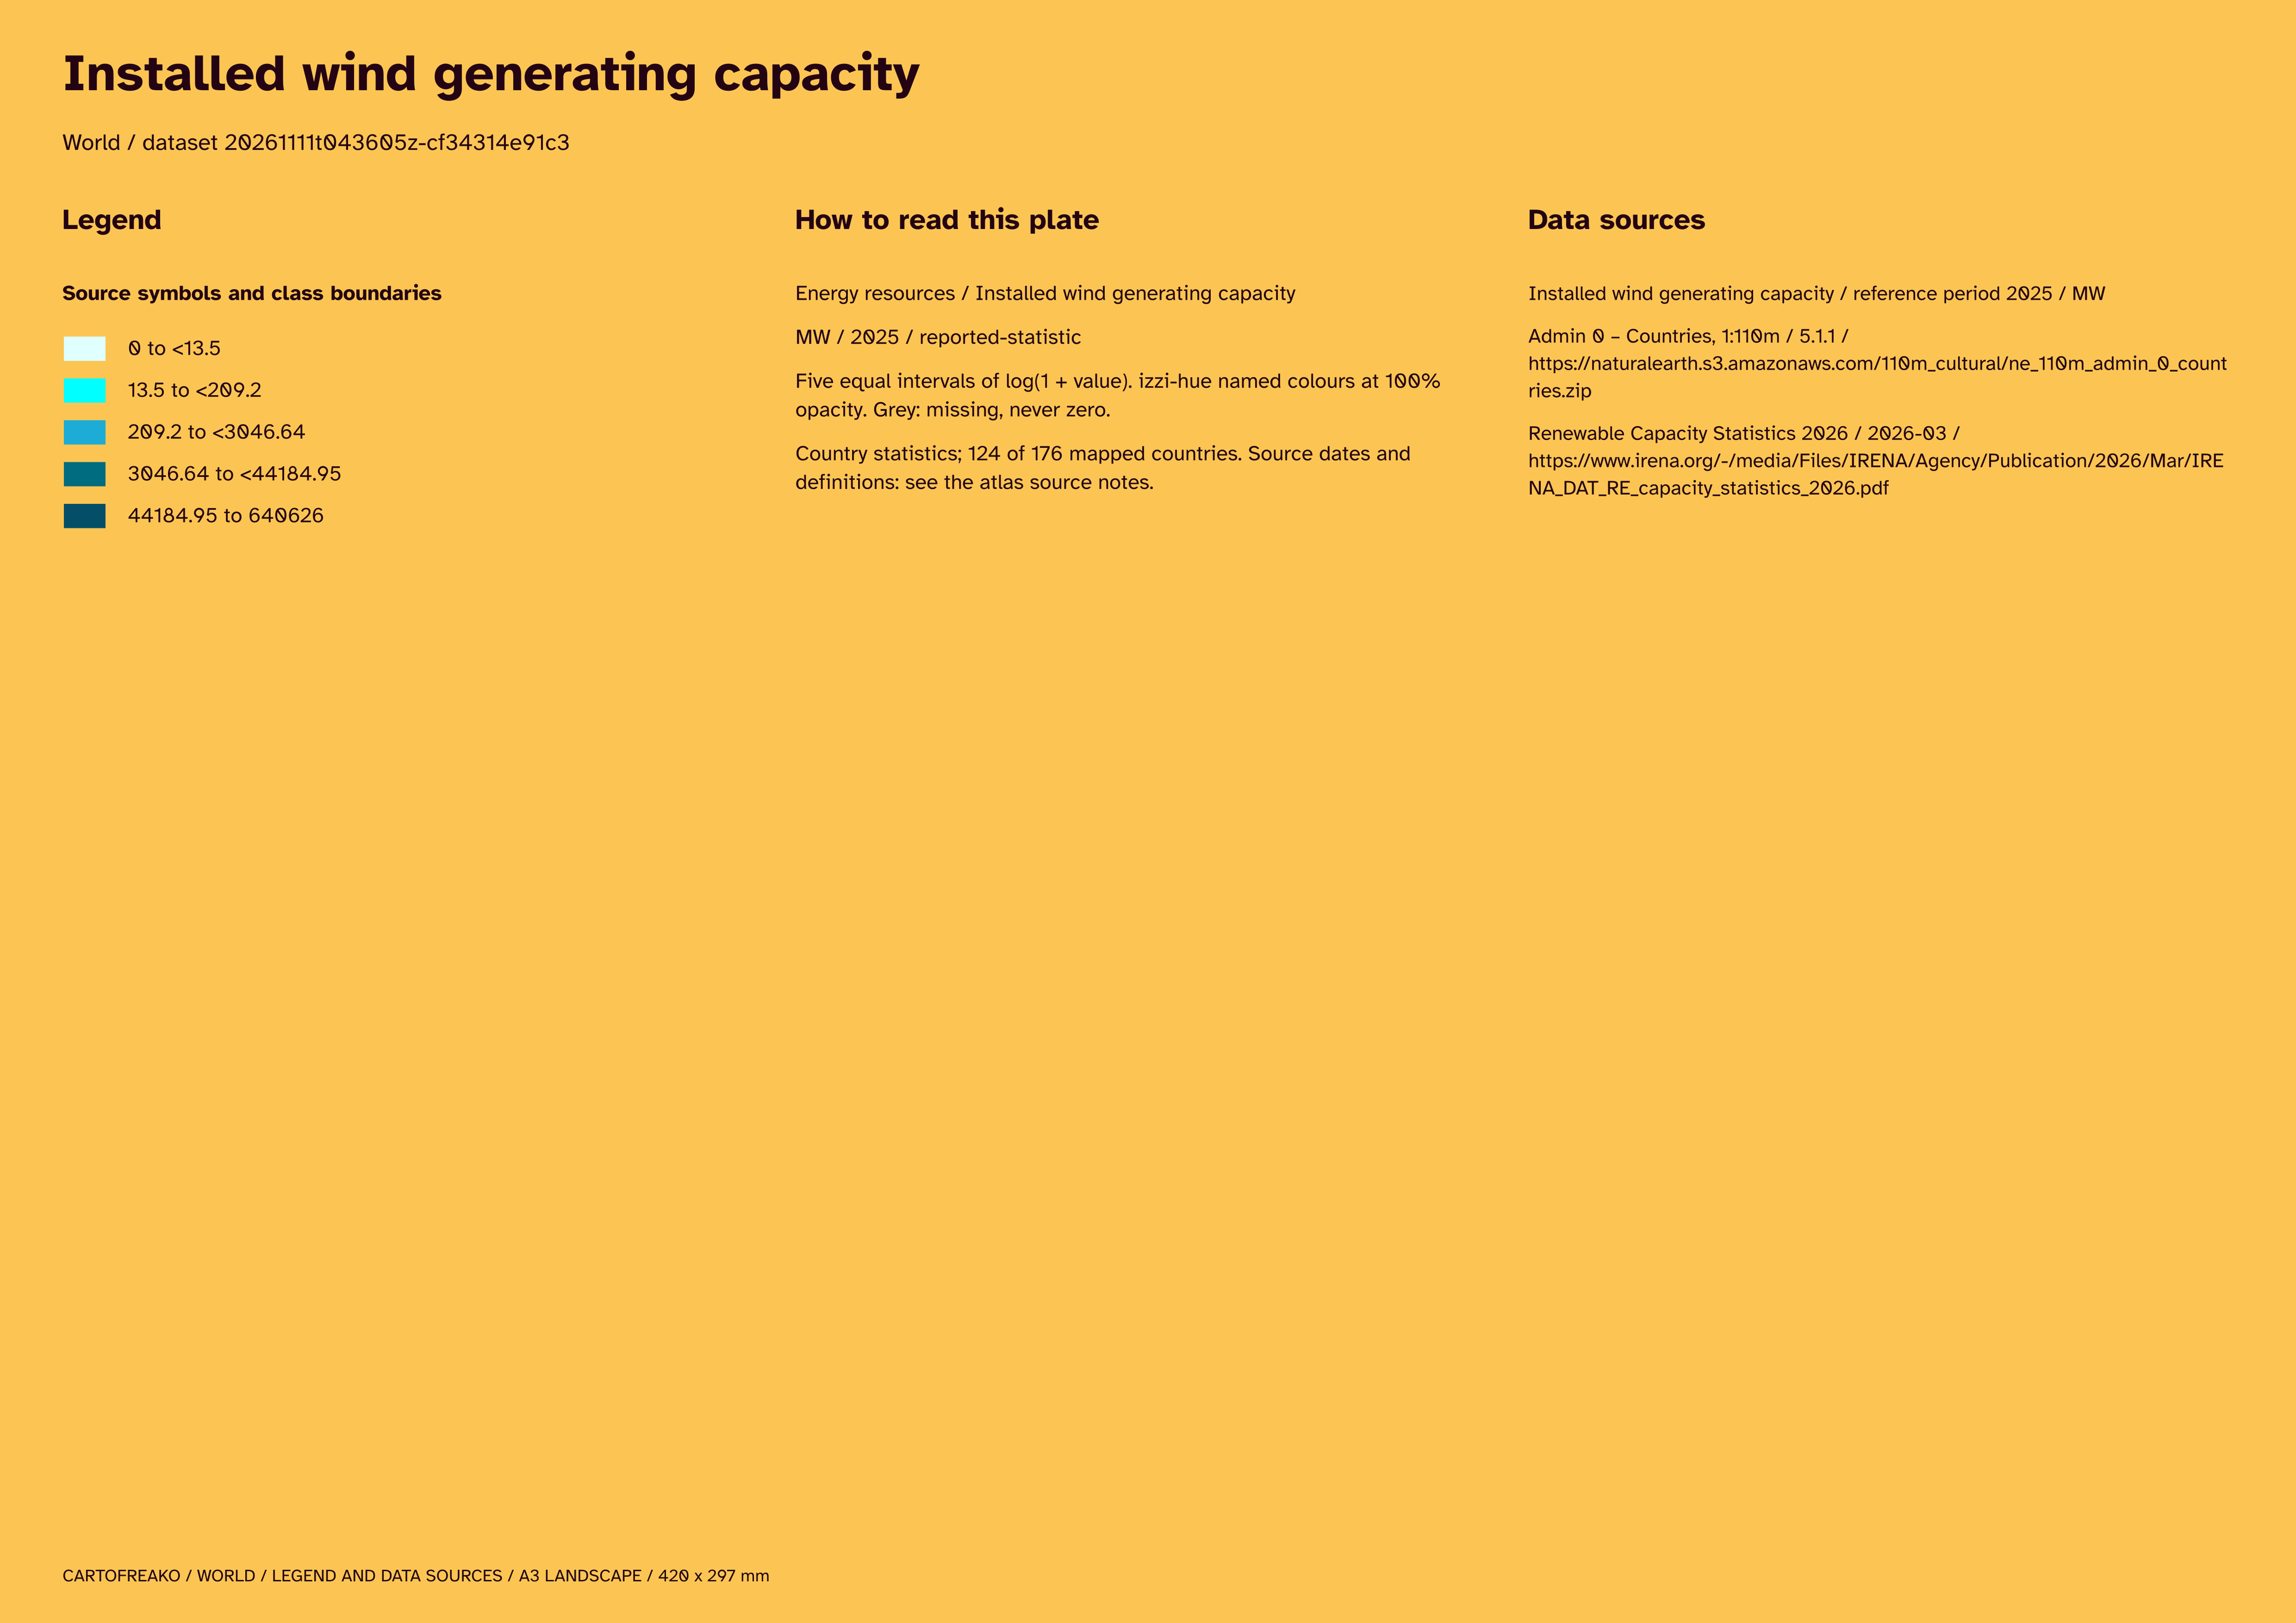 Installed wind generating capacity
World / dataset 20261111t043605z-cf34314e91c3
Legend
Source symbols and class boundaries
0 to <13.5
13.5 to <209.2
209.2 to <3046.64
3046.64 to <44184.95
44184.95 to 640626
How to read this plate
Energy resources / Installed wind generating capacity
MW / 2025 / reported-statistic
Five equal intervals of log(1 + value). izzi-hue named colours at 100%
opacity. Grey: missing, never zero.
Country statistics; 124 of 176 mapped countries. Source dates and
definitions: see the atlas source notes.
Data sources
Installed wind generating capacity / reference period 2025 / MW
Admin 0 – Countries, 1:110m / 5.1.1 /
https://naturalearth.s3.amazonaws.com/110m_cultural/ne_110m_admin_0_count
ries.zip
Renewable Capacity Statistics 2026 / 2026-03 /
https://www.irena.org/-/media/Files/IRENA/Agency/Publication/2026/Mar/IRE
NA_DAT_RE_capacity_statistics_2026.pdf
CARTOFREAKO / WORLD / LEGEND AND DATA SOURCES / A3 LANDSCAPE / 420 x 297 mm